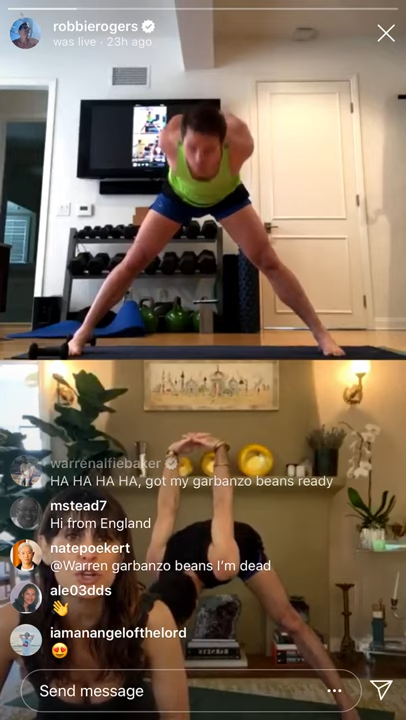 robbierogers
was live · 23h ago
warrenalfiebaker
HA HA HA HA, got my garbanzo beans ready
mstead7
Hi from England
natepoekert
@Warren garbanzo beans I'm dead
ale03dds
👋
iamanangelofthelord
😍
BARNES
Send message